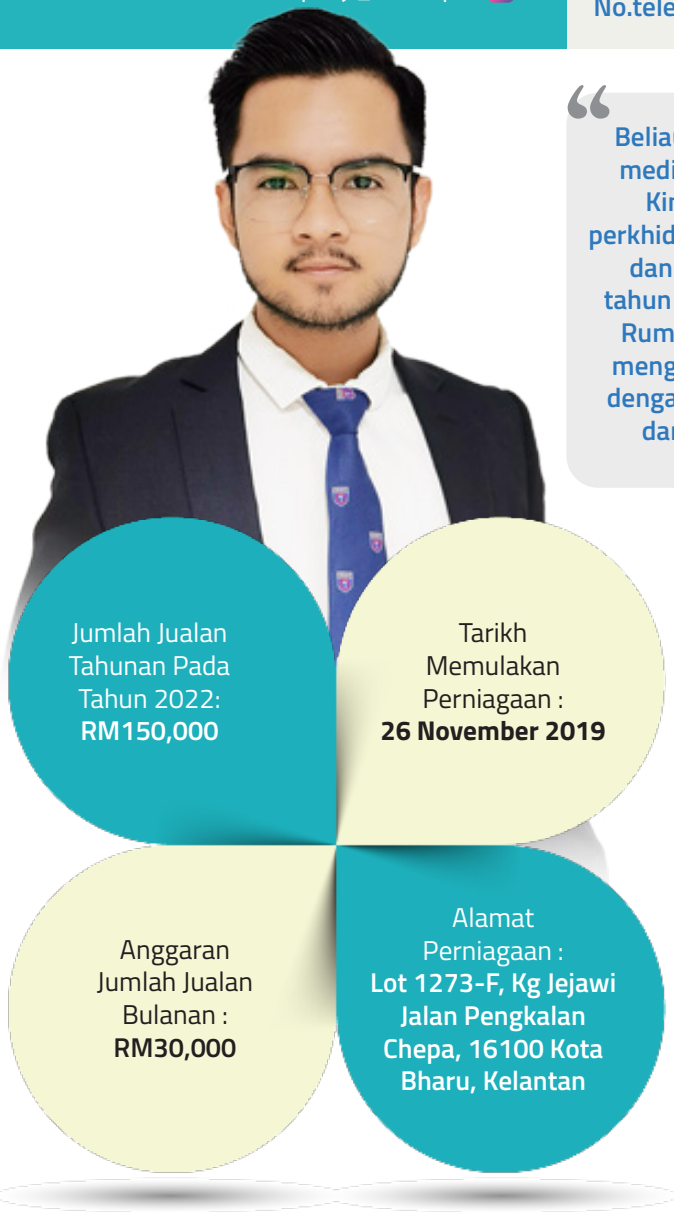 No.tele
“
Beliau
medi
Kin
perkhid
dan
tahun
Rum
meng
denga
dar
Jumlah Jualan
Tahunan Pada
Tahun 2022:
RM150,000
Tarikh
Memulakan
Perniagaan :
26 November 2019
Anggaran
Jumlah Jualan
Bulanan :
RM30,000
Alamat
Perniagaan :
Lot 1273-F, Kg Jejawi
Jalan Pengkalan
Chepa, 16100 Kota
Bharu, Kelantan